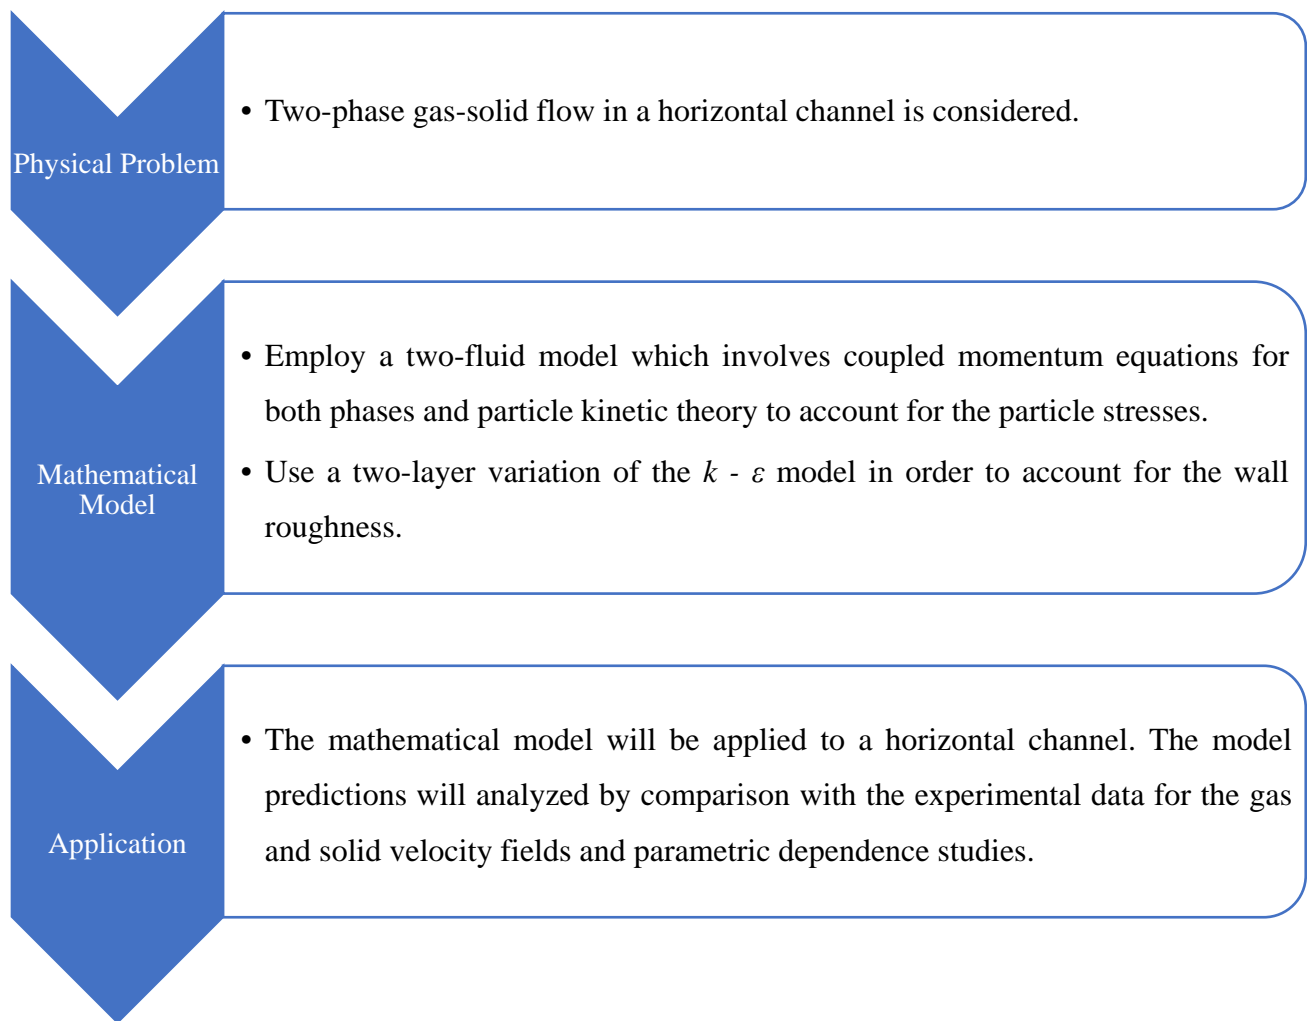 Physical Problem
• Two-phase gas-solid flow in a horizontal channel is considered.
Mathematical
Model
• Employ a two-fluid model which involves coupled momentum equations for
both phases and particle kinetic theory to account for the particle stresses.
• Use a two-layer variation of the k - ε model in order to account for the wall
roughness.
Application
• The mathematical model will be applied to a horizontal channel. The model
predictions will analyzed by comparison with the experimental data for the gas
and solid velocity fields and parametric dependence studies.